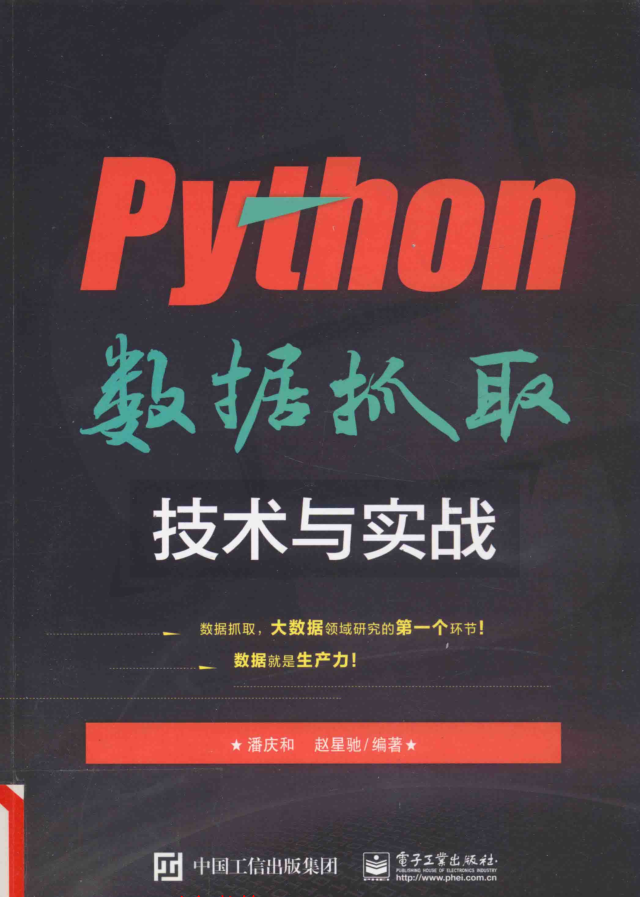 Python
数据抓取
技术与实战
数据抓取，大数据领域研究的第一个环节！
数据就是生产力！
★潘庆和 赵星驰/编著★
中国工信出版集团
電子工業出版社·
PUBLISHING HOUSE OF ELECTRONICS INDUSTRY
http://www.phei.com.cn